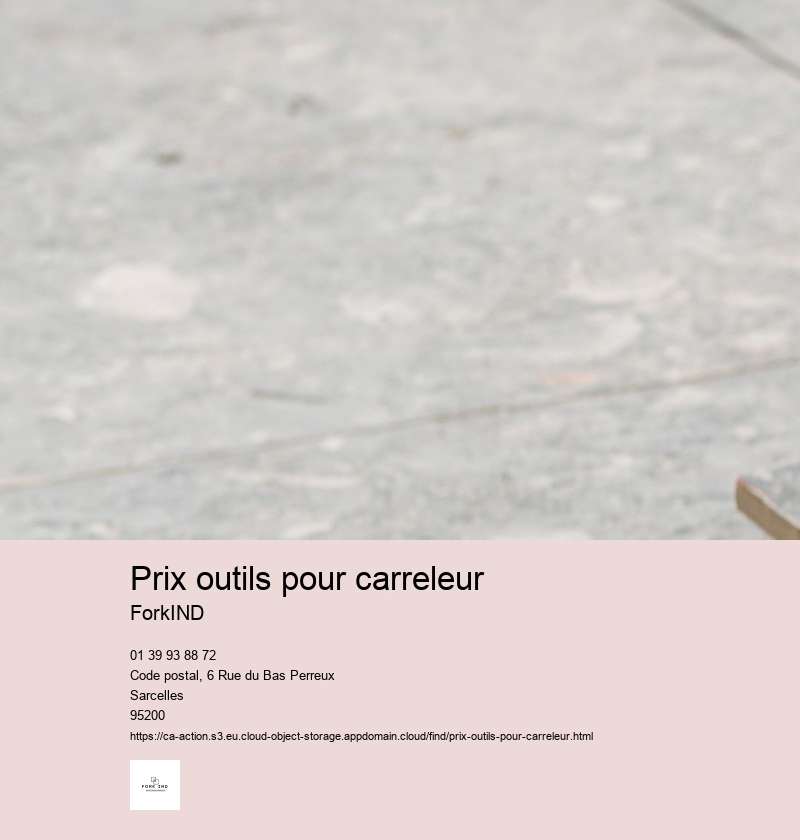 Prix outils pour carreleur
ForkIND
01 39 93 88 72
Code postal, 6 Rue du Bas Perreux
Sarcelles
95200
https://ca-action.s3.eu.cloud-object-storage.appdomain.cloud/find/prix-outils-pour-carreleur.html
FORK IND